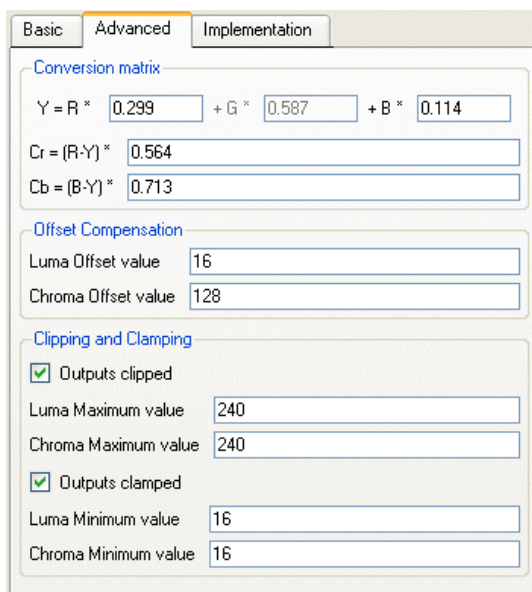 Basic Advanced Implementation
Conversion matrix
Y = R * 0.299 + G * 0.587 + B * 0.114
Cr = (R-Y) * 0.564
Cb = (B-Y) * 0.713
Offset Compensation
Luma Offset value 16
Chroma Offset value 128
Clipping and Clamping
Outputs clipped
Luma Maximum value 240
Chroma Maximum value 240
Outputs clamped
Luma Minimum value 16
Chroma Minimum value 16